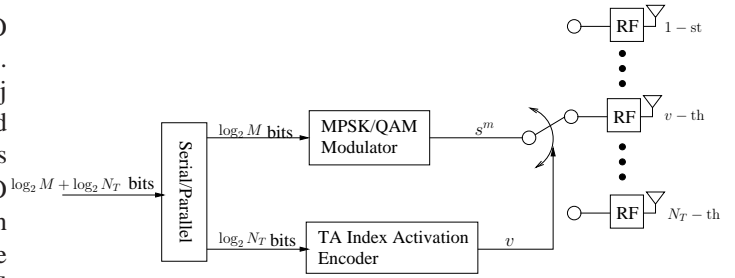 O
.
j
d
s
O
n
e
RF
1 − st
log₂ M bits
MPSK/QAM
Modulator
sᵐ
RF
v − th
log₂ M + log₂ N_T bits
Serial/Parallel
log₂ N_T bits
TA Index Activation
Encoder
v
RF
N_T − th